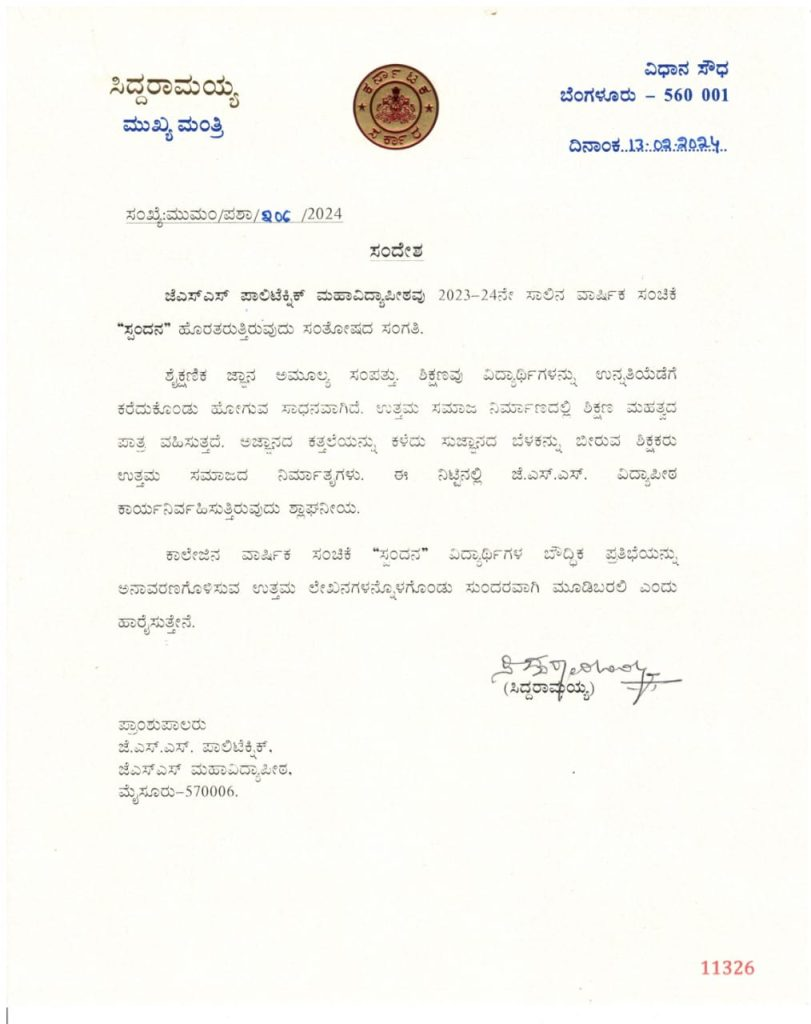 ಸಿದ್ದರಾಮಯ್ಯ
ಮುಖ್ಯ ಮಂತ್ರಿ
ಕರ್ನಾಟಕ
ಸರ್ಕಾರ
ವಿಧಾನ ಸೌಧ
ಬೆಂಗಳೂರು – 560 001
ದಿನಾಂಕ..13.02.2024..
ಸಂಖ್ಯೆ:ಮುಮಂ/ಪಶಾ/೩೦೮ /2024
ಸಂದೇಶ
ಜೆಎಸ್ಎಸ್ ಪಾಲಿಟೆಕ್ನಿಕ್ ಮಹಾವಿದ್ಯಾಪೀಠವು 2023–24ನೇ ಸಾಲಿನ ವಾರ್ಷಿಕ ಸಂಚಿಕೆ
“ಸ್ಪಂದನ” ಹೊರತರುತ್ತಿರುವುದು ಸಂತೋಷದ ಸಂಗತಿ.
ಶೈಕ್ಷಣಿಕ ಜ್ಞಾನ ಅಮೂಲ್ಯ ಸಂಪತ್ತು. ಶಿಕ್ಷಣವು ವಿದ್ಯಾರ್ಥಿಗಳನ್ನು ಉನ್ನತಿಯೆಡೆಗೆ
ಕರೆದುಕೊಂಡು ಹೋಗುವ ಸಾಧನವಾಗಿದೆ. ಉತ್ತಮ ಸಮಾಜ ನಿರ್ಮಾಣದಲ್ಲಿ ಶಿಕ್ಷಣ ಮಹತ್ವದ
ಪಾತ್ರ ವಹಿಸುತ್ತದೆ. ಅಜ್ಞಾನದ ಕತ್ತಲೆಯನ್ನು ಕಳೆದು ಸುಜ್ಞಾನದ ಬೆಳಕನ್ನು ಬೀರುವ ಶಿಕ್ಷಕರು
ಉತ್ತಮ ಸಮಾಜದ ನಿರ್ಮಾತೃಗಳು. ಈ ನಿಟ್ಟಿನಲ್ಲಿ ಜೆ.ಎಸ್.ಎಸ್. ವಿದ್ಯಾಪೀಠ
ಕಾರ್ಯನಿರ್ವಹಿಸುತ್ತಿರುವುದು ಶ್ಲಾಘನೀಯ.
ಕಾಲೇಜಿನ ವಾರ್ಷಿಕ ಸಂಚಿಕೆ “ಸ್ಪಂದನ” ವಿದ್ಯಾರ್ಥಿಗಳ ಬೌದ್ಧಿಕ ಪ್ರತಿಭೆಯನ್ನು
ಅನಾವರಣಗೊಳಿಸುವ ಉತ್ತಮ ಲೇಖನಗಳನ್ನೊಳಗೊಂಡು ಸುಂದರವಾಗಿ ಮೂಡಿಬರಲಿ ಎಂದು
ಹಾರೈಸುತ್ತೇನೆ.
(ಸಿದ್ದರಾಮಯ್ಯ)
ಪ್ರಾಂಶುಪಾಲರು
ಜೆ.ಎಸ್.ಎಸ್. ಪಾಲಿಟೆಕ್ನಿಕ್,
ಜೆಎಸ್ಎಸ್ ಮಹಾವಿದ್ಯಾಪೀಠ,
ಮೈಸೂರು–570006.
11326